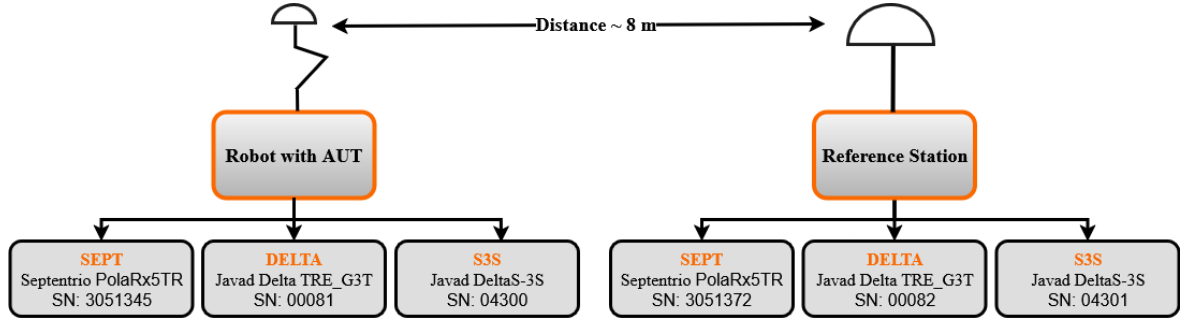 Distance ~ 8 m
Robot with AUT
Reference Station
SEPT
Septentrio PolaRx5TR
SN: 3051345
DELTA
Javad Delta TRE_G3T
SN: 00081
S3S
Javad DeltaS-3S
SN: 04300
SEPT
Septentrio PolaRx5TR
SN: 3051372
DELTA
Javad Delta TRE_G3T
SN: 00082
S3S
Javad DeltaS-3S
SN: 04301